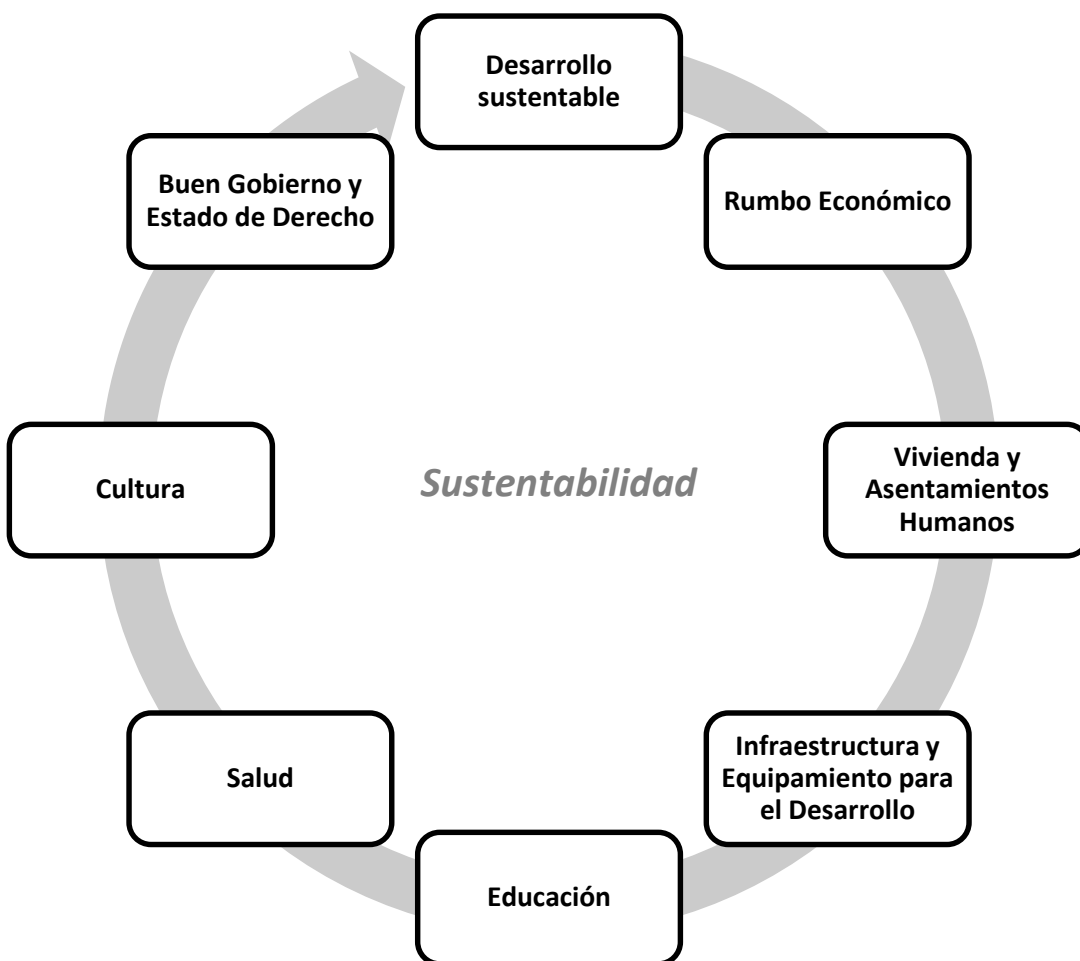 Desarrollo
sustentable
Rumbo Económico
Vivienda y
Asentamientos
Humanos
Infraestructura y
Equipamiento para
el Desarrollo
Educación
Salud
Cultura
Buen Gobierno y
Estado de Derecho
Sustentabilidad